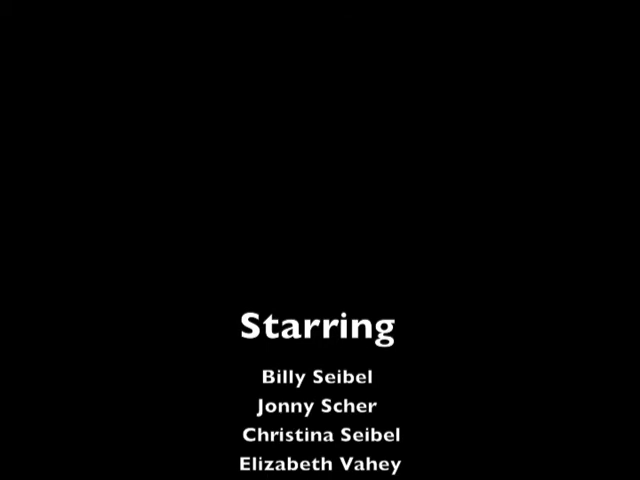 Starring
Billy Seibel
Jonny Scher
Christina Seibel
Elizabeth Vahey